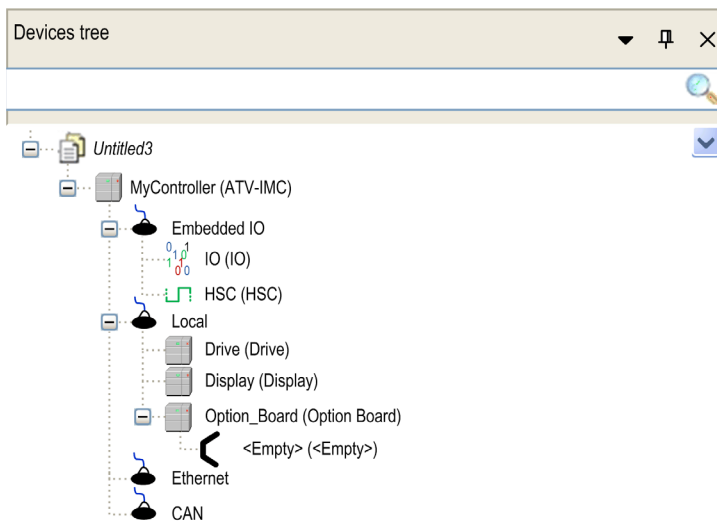 Devices tree
Untitled3
MyController (ATV-IMC)
Embedded IO
IO (IO)
HSC (HSC)
Local
Drive (Drive)
Display (Display)
Option_Board (Option Board)
<Empty> (<Empty>)
Ethernet
CAN